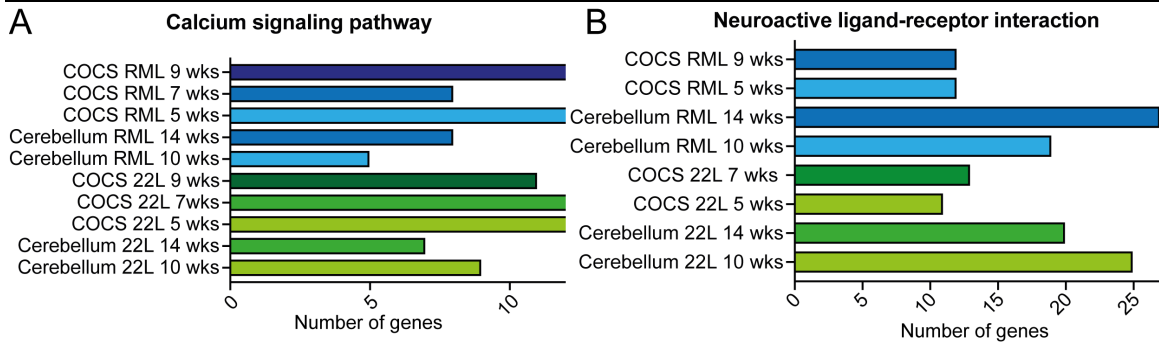 A
Calcium signaling pathway
COCS RML 9 wks
COCS RML 7 wks
COCS RML 5 wks
Cerebellum RML 14 wks
Cerebellum RML 10 wks
COCS 22L 9 wks
COCS 22L 7wks
COCS 22L 5 wks
Cerebellum 22L 14 wks
Cerebellum 22L 10 wks
0 5 10
Number of genes
B
Neuroactive ligand-receptor interaction
COCS RML 9 wks
COCS RML 5 wks
Cerebellum RML 14 wks
Cerebellum RML 10 wks
COCS 22L 7 wks
COCS 22L 5 wks
Cerebellum 22L 14 wks
Cerebellum 22L 10 wks
0 5 10 15 20 25
Number of genes